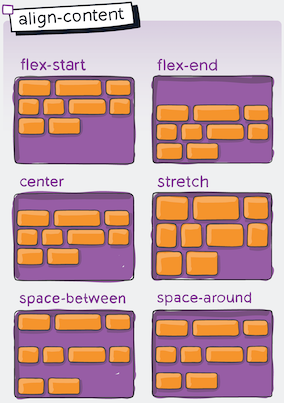 align-content
flex-start
flex-end
center
stretch
space-between
space-around